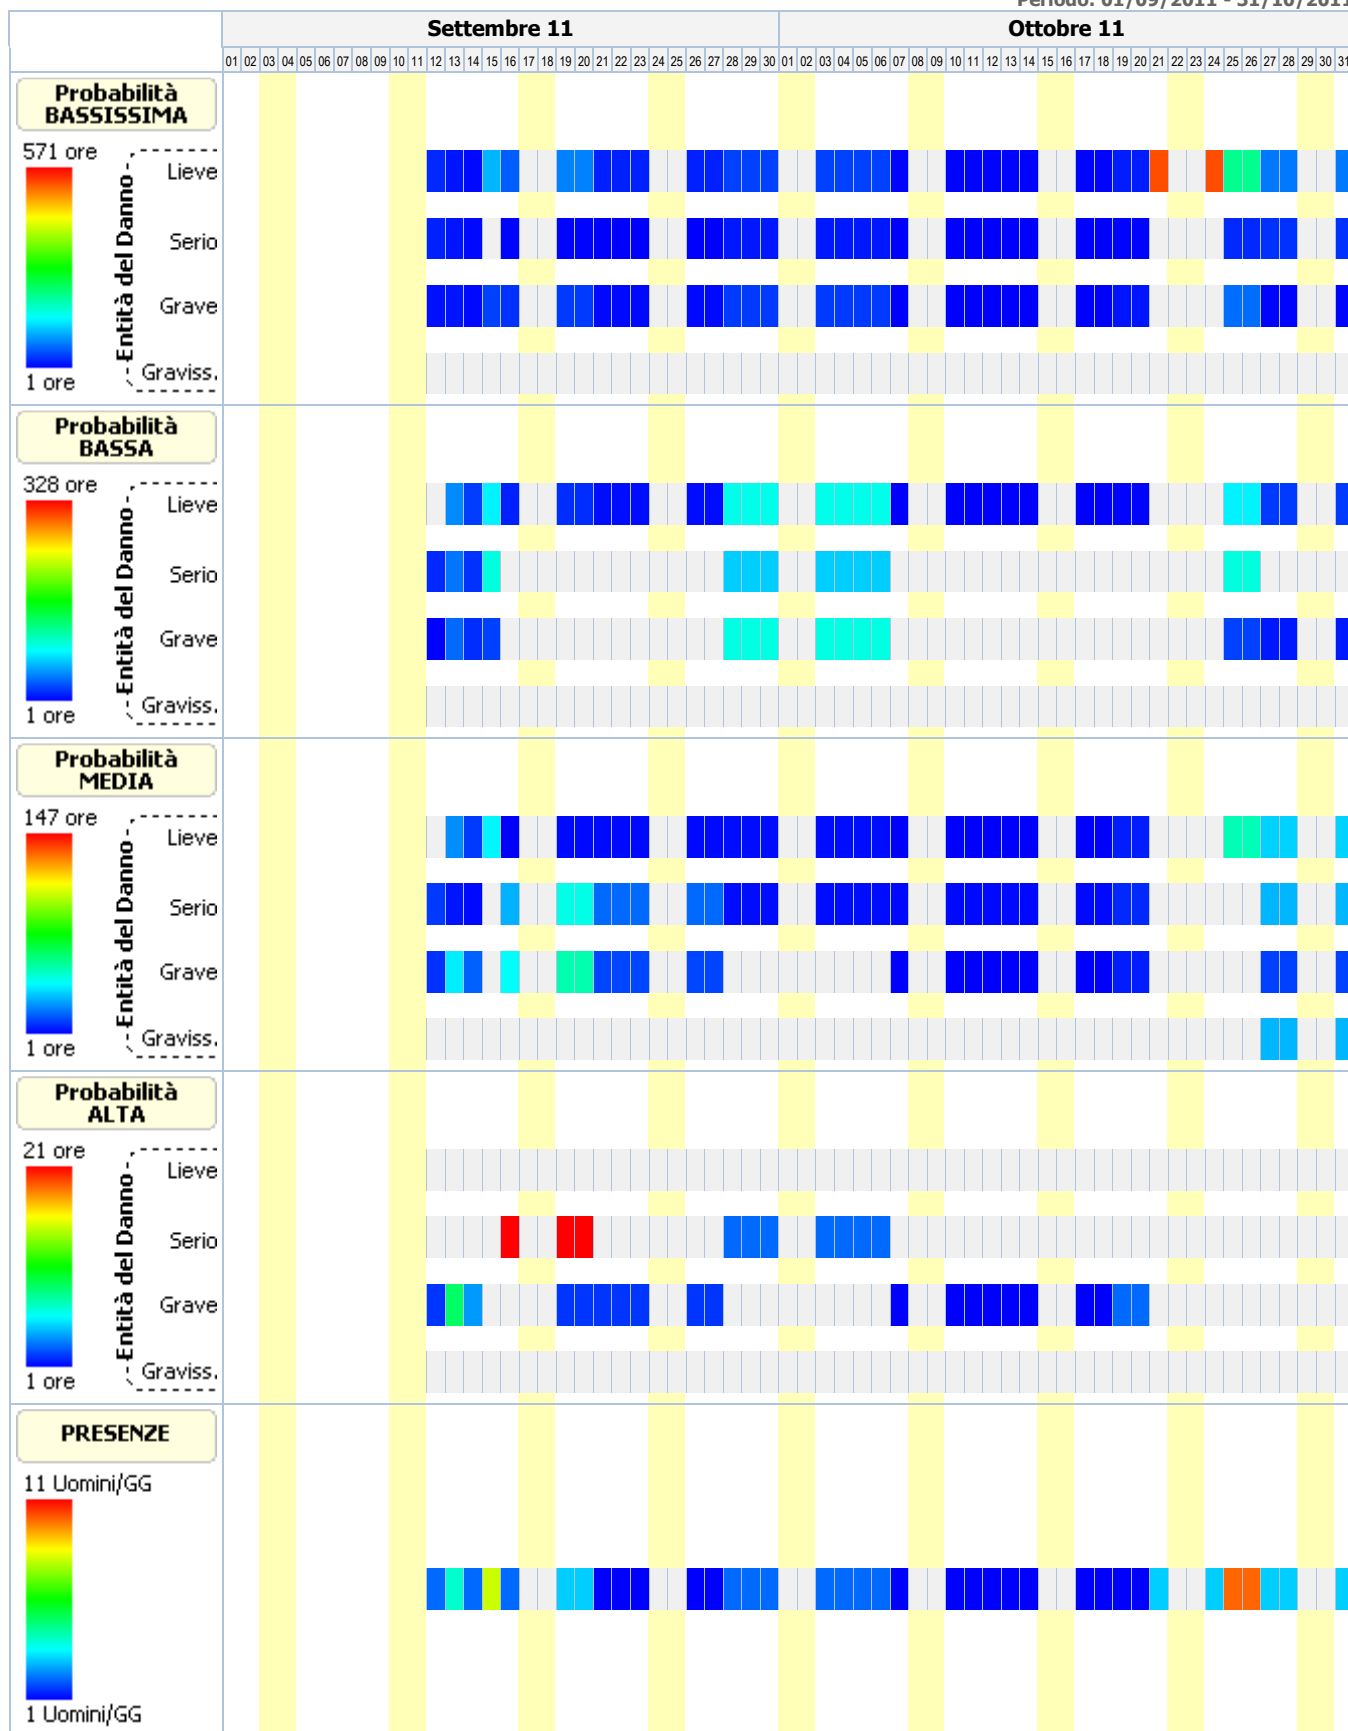 Periodo: 01/09/2011 - 31/10/2011
Settembre 11 Ottobre 11
01 02 03 04 05 06 07 08 09 10 11 12 13 14 15 16 17 18 19 20 21 22 23 24 25 26 27 28 29 30 01 02 03 04 05 06 07 08 09 10 11 12 13 14 15 16 17 18 19 20 21 22 23 24 25 26 27 28 29 30 31
Probabilità
BASSISSIMA
571 ore
Entità del Danno
Lieve
Serio
Grave
Graviss.
1 ore
Probabilità
BASSA
328 ore
Entità del Danno
Lieve
Serio
Grave
Graviss.
1 ore
Probabilità
MEDIA
147 ore
Entità del Danno
Lieve
Serio
Grave
Graviss.
1 ore
Probabilità
ALTA
21 ore
Entità del Danno
Lieve
Serio
Grave
Graviss.
1 ore
PRESENZE
11 Uomini/GG
1 Uomini/GG